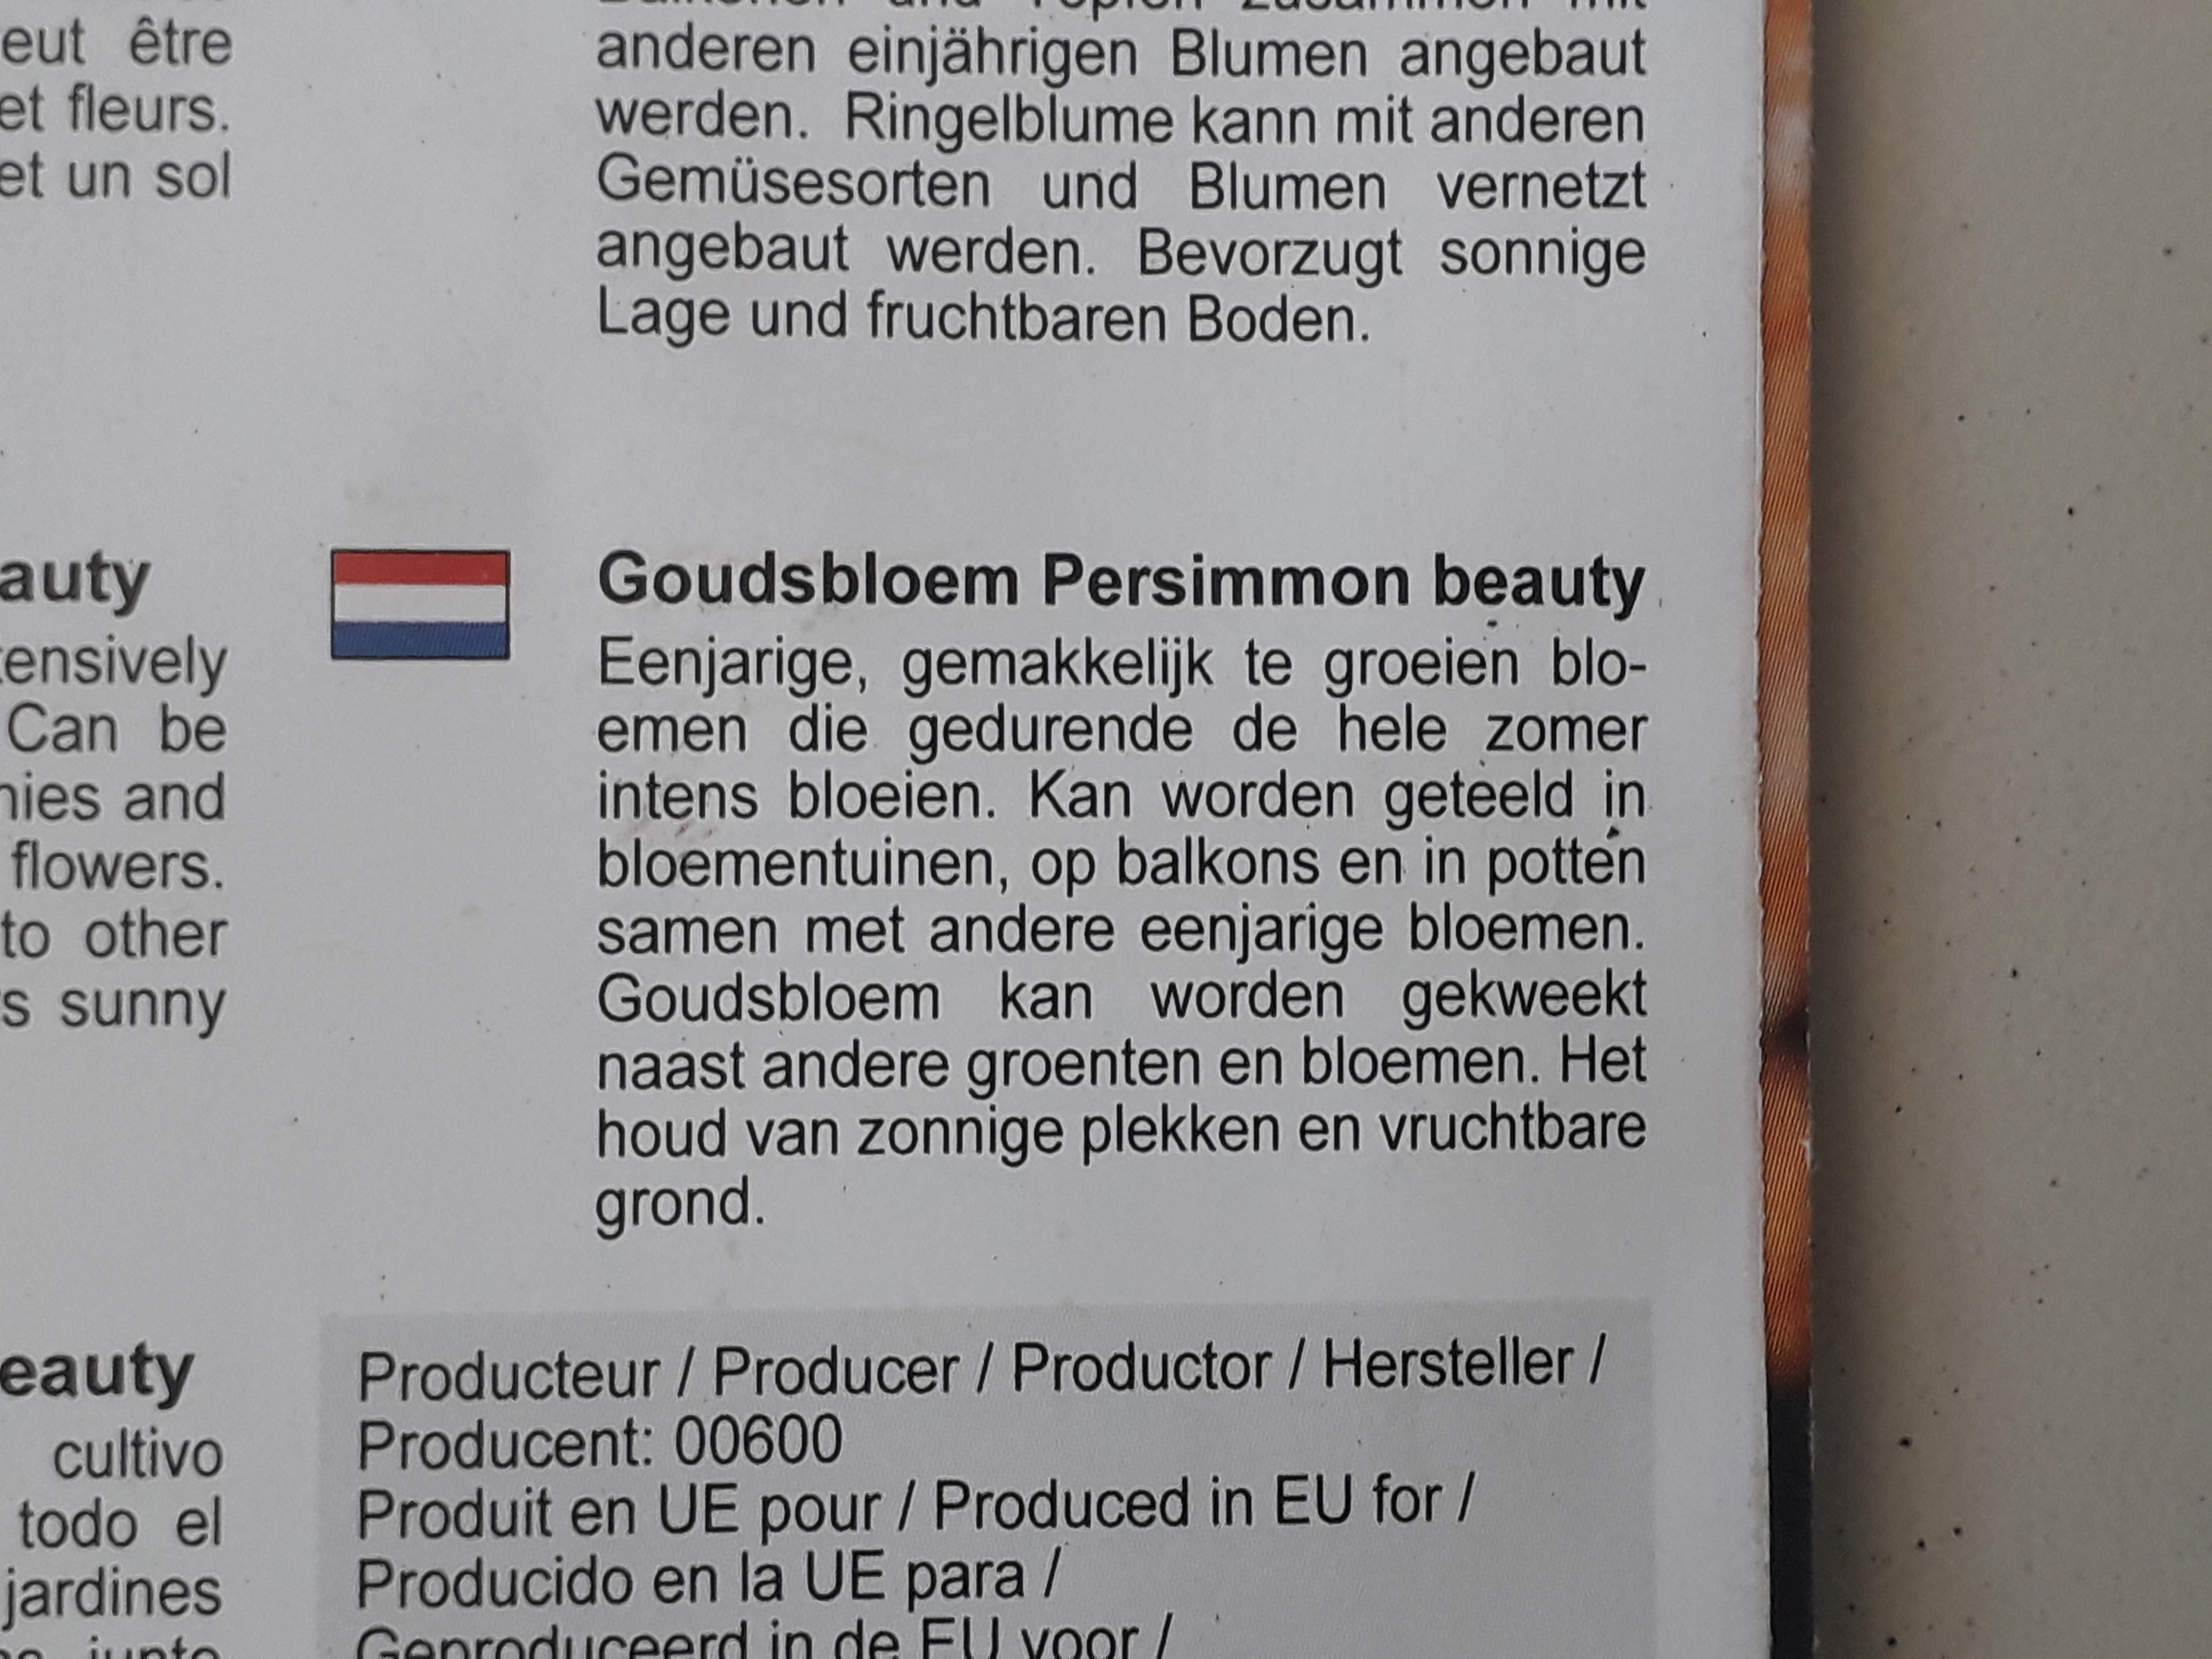 eut être
et fleurs.
et un sol
auty
ensively
Can be
nies and
flowers.
to other
s sunny
eauty
cultivo
todo el
jardines
junto
anderen einjährigen Blumen angebaut
werden. Ringelblume kann mit anderen
Gemüsesorten und Blumen vernetzt
angebaut werden. Bevorzugt sonnige
Lage und fruchtbaren Boden.
Goudsbloem Persimmon beauty
Eenjarige, gemakkelijk te groeien blo-
emen die gedurende de hele zomer
intens bloeien. Kan worden geteeld in
bloementuinen, op balkons en in potten
samen met andere eenjarige bloemen.
Goudsbloem kan worden gekweekt
naast andere groenten en bloemen. Het
houd van zonnige plekken en vruchtbare
grond.
Producteur / Producer / Productor / Hersteller /
Producent: 00600
Produit en UE pour / Produced in EU for /
Producido en la UE para /
Geproduceerd in de EU voor /